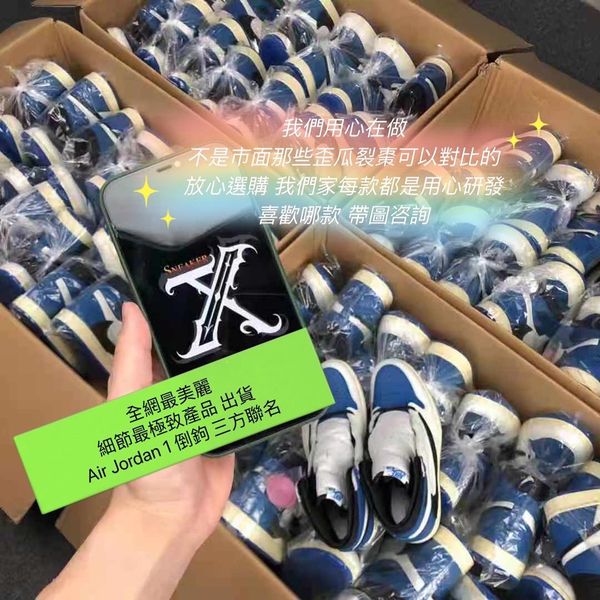 我們用心在做
不是市面那些歪瓜裂棗可以對比的
放心選購 我們家每款都是用心研發
喜歡哪款 帶圖咨詢
SNEAKER
全網最美麗
細節最極致產品 出貨
Air Jordan 1 倒鉤 三方聯名